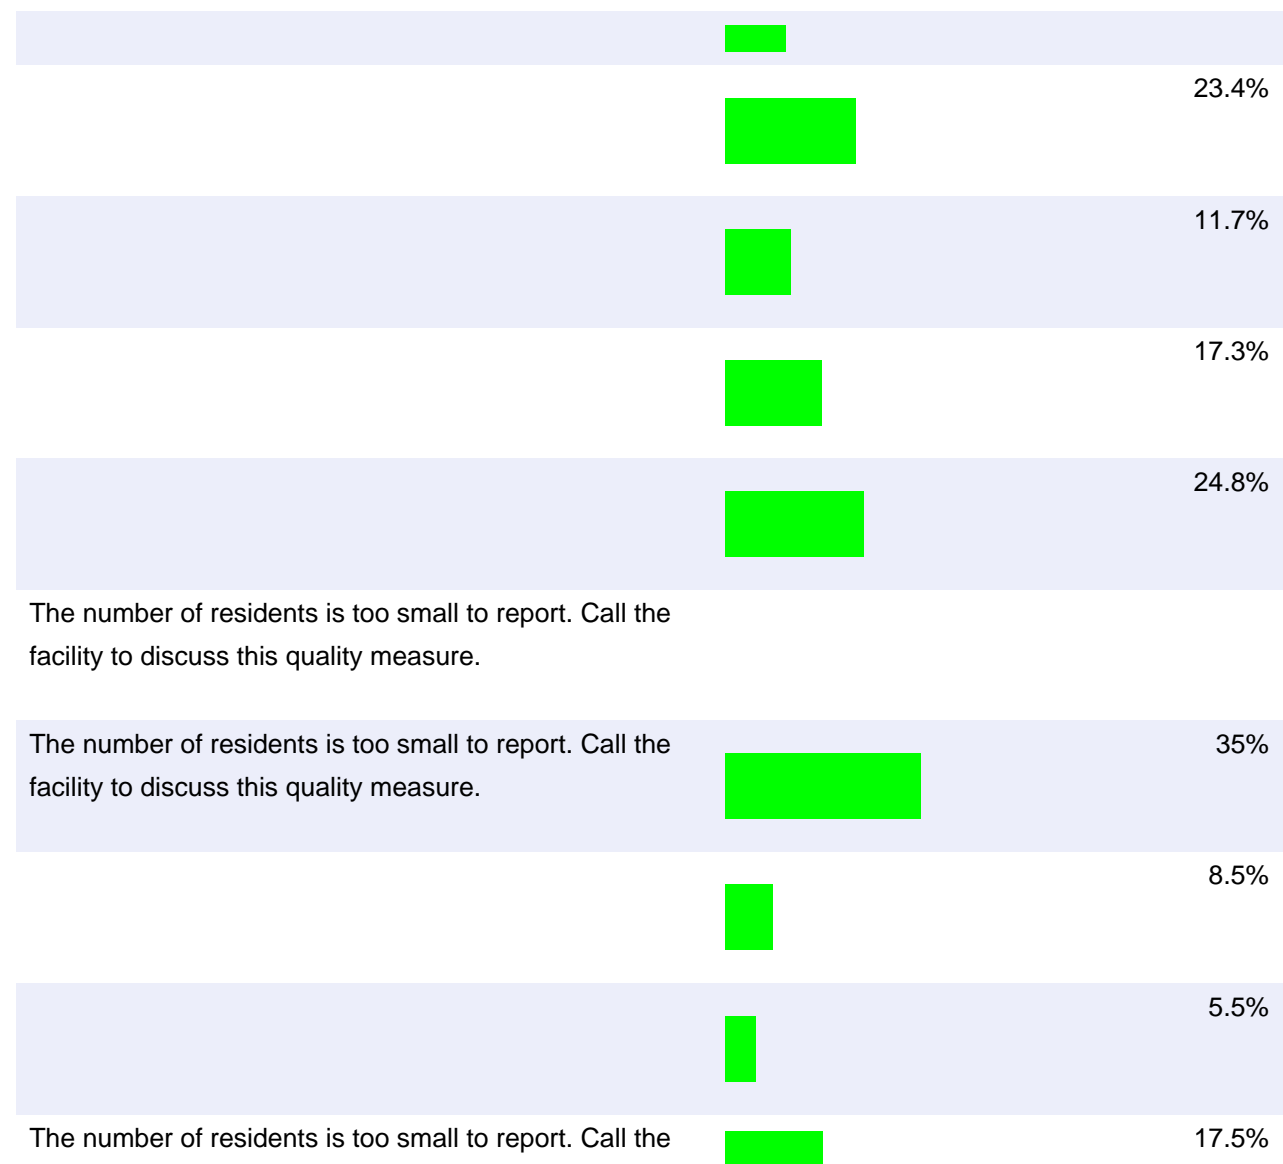 23.4%
11.7%
17.3%
24.8%
The number of residents is too small to report. Call the
facility to discuss this quality measure.
The number of residents is too small to report. Call the
35%
facility to discuss this quality measure.
8.5%
5.5%
The number of residents is too small to report. Call the
17.5%